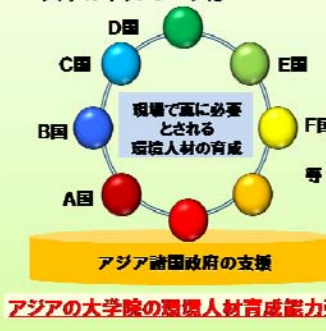 D国
C国
E国
現場で真に必要
とされる
環境人材の育成
B国
F国
等
A国
アジア諸国政府の支援
アジアの大学院の環境人材育成能力